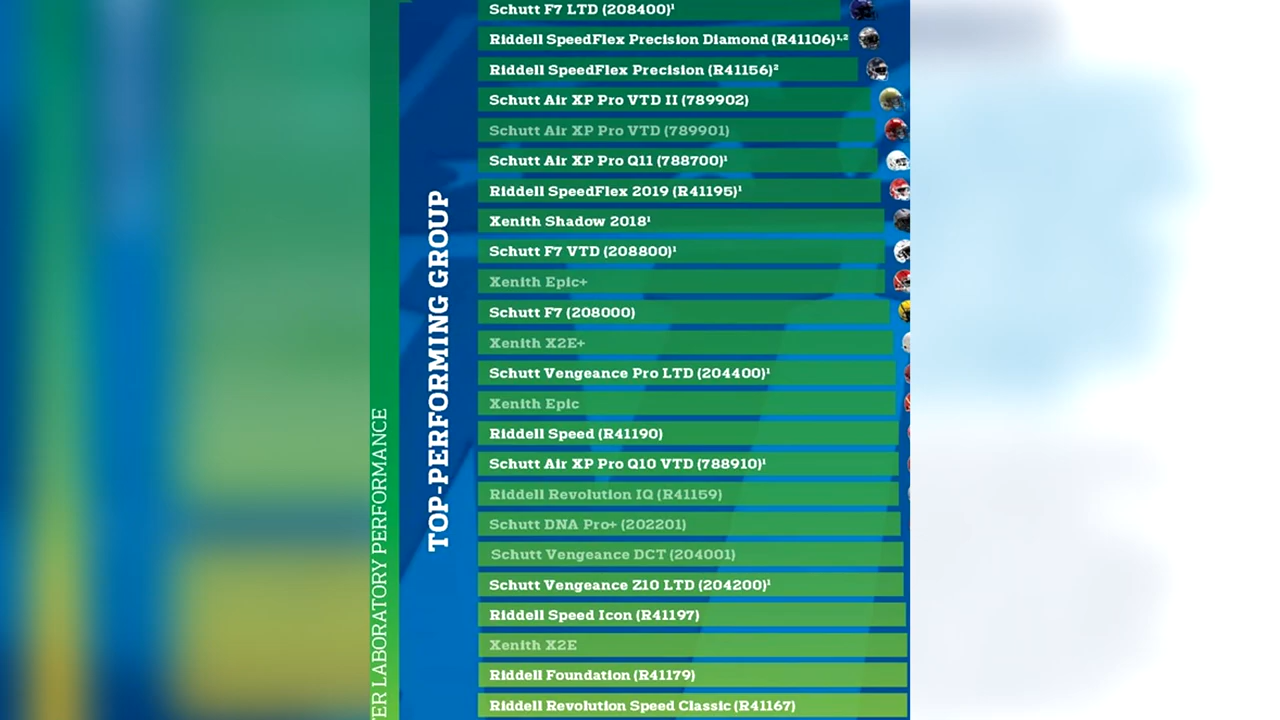 Schutt F7 LTD (208400)¹
Riddell SpeedFlex Precision Diamond (R41106)¹,²
Riddell SpeedFlex Precision (R41156)²
Schutt Air XP Pro VTD II (789902)
Schutt Air XP Pro VTD (789901)
Schutt Air XP Pro Q11 (788700)¹
Riddell SpeedFlex 2019 (R41195)¹
Xenith Shadow 2018¹
Schutt F7 VTD (208800)¹
Xenith Epic+
Schutt F7 (208000)
Xenith X2E+
Schutt Vengeance Pro LTD (204400)¹
Xenith Epic
Riddell Speed (R41190)
Schutt Air XP Pro Q10 VTD (788910)¹
Riddell Revolution IQ (R41159)
Schutt DNA Pro+ (202201)
Schutt Vengeance DCT (204001)
Schutt Vengeance Z10 LTD (204200)¹
Riddell Speed Icon (R41197)
Xenith X2E
Riddell Foundation (R41179)
Riddell Revolution Speed Classic (R41167)
TOP-PERFORMING GROUP
LABORATORY PERFORMANCE